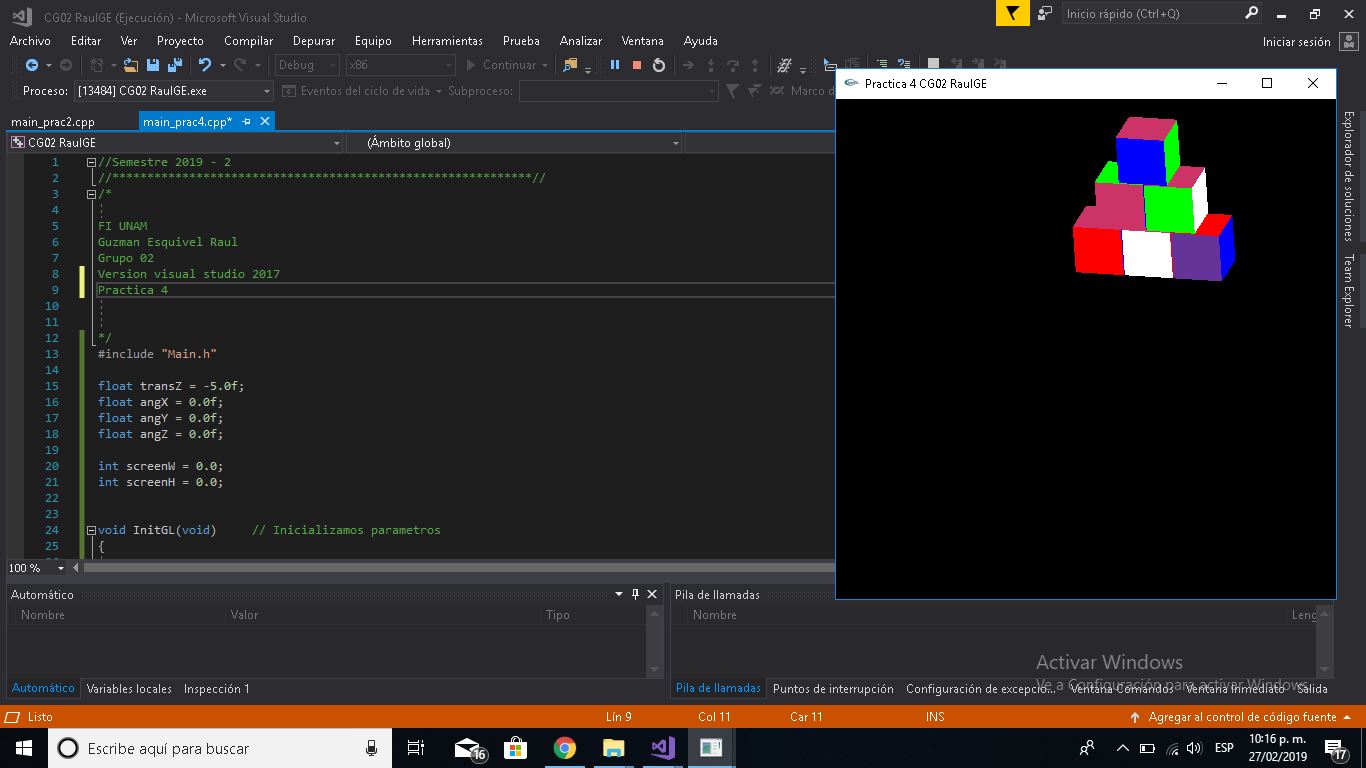 CG02 RaulGE (Ejecución) - Microsoft Visual Studio
Inicio rápido (Ctrl+Q)
Archivo Editar Ver Proyecto Compilar Depurar Equipo Herramientas Prueba Analizar Ventana Ayuda
Iniciar sesión
Debug x86 Continuar
Proceso: [13484] CG02 RaulGE.exe Eventos del ciclo de vida Subproceso: Marco d
main_prac2.cpp main_prac4.cpp*
CG02 RaulGE (Ámbito global)
1 //Semestre 2019 - 2
2 //************************************************************//
3 /*
4
5 FI UNAM
6 Guzman Esquivel Raul
7 Grupo 02
8 Version visual studio 2017
9 Practica 4
10
11
12 */
13 #include "Main.h"
14
15 float transZ = -5.0f;
16 float angX = 0.0f;
17 float angY = 0.0f;
18 float angZ = 0.0f;
19
20 int screenW = 0.0;
21 int screenH = 0.0;
22
23
24 void InitGL(void) // Inicializamos parametros
25 {
100 %
Practica 4 CG02 RaulGE
Explorador de soluciones
Team Explorer
Automático
Nombre Valor Tipo
Automático Variables locales Inspección 1
Pila de llamadas
Nombre Leng
Pila de llamadas Puntos de interrupción Configuración de excepcio... Ventana Comandos Ventana Inmediato Salida
Activar Windows
Ve a Configuración para activar Windows.
Listo Lín 9 Col 11 Car 11 INS Agregar al control de código fuente
Escribe aquí para buscar
16
ESP
10:16 p. m.
27/02/2019
17